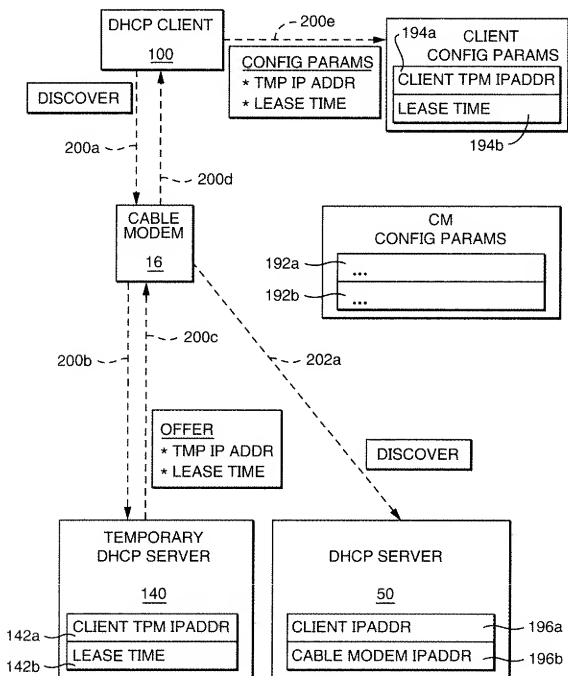 DHCP CLIENT
100
200e
CONFIG PARAMS
* TMP IP ADDR
* LEASE TIME
CLIENT
CONFIG PARAMS
194a
CLIENT TPM IPADDR
LEASE TIME
194b
DISCOVER
200a
200d
CABLE
MODEM
16
CM
CONFIG PARAMS
192a
...
192b
...
200b
200c
202a
OFFER
* TMP IP ADDR
* LEASE TIME
DISCOVER
TEMPORARY
DHCP SERVER
140
142a
CLIENT TPM IPADDR
142b
LEASE TIME
DHCP SERVER
50
CLIENT IPADDR
196a
CABLE MODEM IPADDR
196b